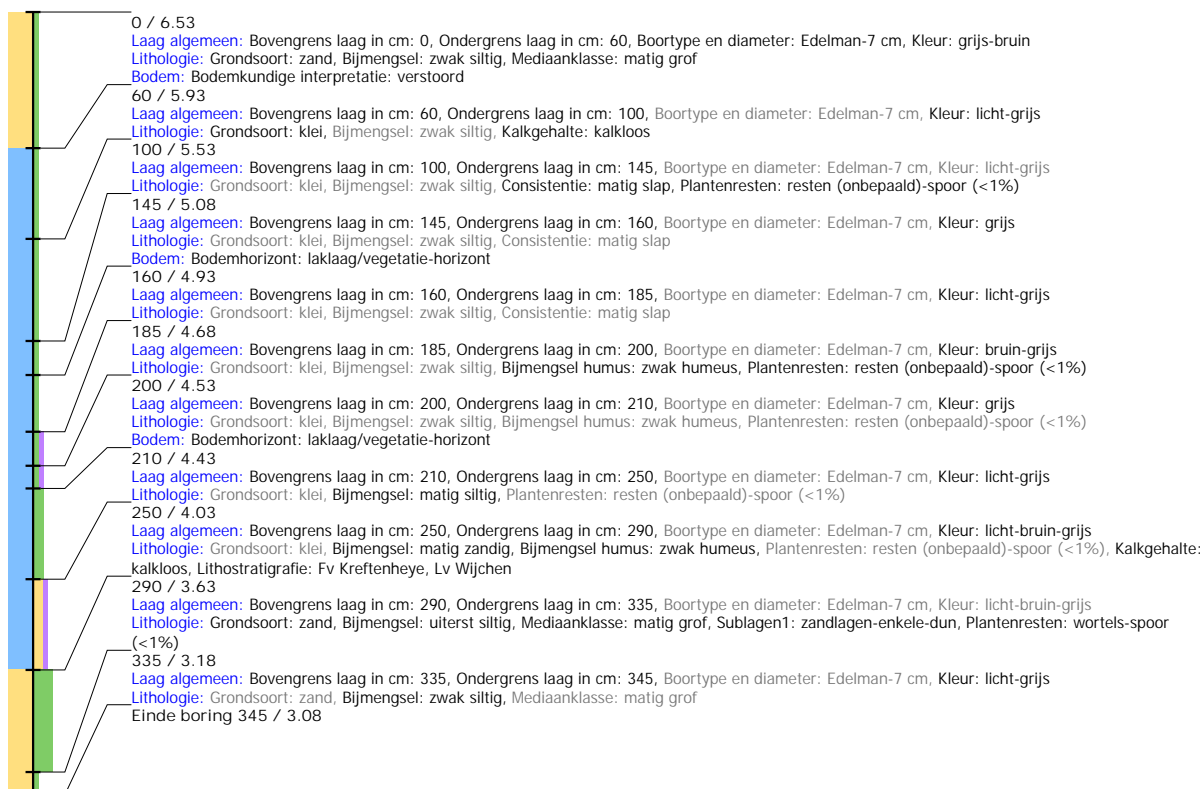 0 / 6.53
Laag algemeen: Bovengrens laag in cm: 0, Ondergrens laag in cm: 60, Boortype en diameter: Edelman-7 cm, Kleur: grijs-bruin
Lithologie: Grondsoort: zand, Bijmengsel: zwak siltig, Mediaanklasse: matig grof
Bodem: Bodemkundige interpretatie: verstoord
60 / 5.93
Laag algemeen: Bovengrens laag in cm: 60, Ondergrens laag in cm: 100, Boortype en diameter: Edelman-7 cm, Kleur: licht-grijs
Lithologie: Grondsoort: klei, Bijmengsel: zwak siltig, Kalkgehalte: kalkloos
100 / 5.53
Laag algemeen: Bovengrens laag in cm: 100, Ondergrens laag in cm: 145, Boortype en diameter: Edelman-7 cm, Kleur: licht-grijs
Lithologie: Grondsoort: klei, Bijmengsel: zwak siltig, Consistentie: matig slap, Plantenresten: resten (onbepaald)-spoor (<1%)
145 / 5.08
Laag algemeen: Bovengrens laag in cm: 145, Ondergrens laag in cm: 160, Boortype en diameter: Edelman-7 cm, Kleur: grijs
Lithologie: Grondsoort: klei, Bijmengsel: zwak siltig, Consistentie: matig slap
Bodem: Bodemhorizont: laklaag/vegetatie-horizont
160 / 4.93
Laag algemeen: Bovengrens laag in cm: 160, Ondergrens laag in cm: 185, Boortype en diameter: Edelman-7 cm, Kleur: licht-grijs
Lithologie: Grondsoort: klei, Bijmengsel: zwak siltig, Consistentie: matig slap
185 / 4.68
Laag algemeen: Bovengrens laag in cm: 185, Ondergrens laag in cm: 200, Boortype en diameter: Edelman-7 cm, Kleur: bruin-grijs
Lithologie: Grondsoort: klei, Bijmengsel: zwak siltig, Bijmengsel humus: zwak humeus, Plantenresten: resten (onbepaald)-spoor (<1%)
200 / 4.53
Laag algemeen: Bovengrens laag in cm: 200, Ondergrens laag in cm: 210, Boortype en diameter: Edelman-7 cm, Kleur: grijs
Lithologie: Grondsoort: klei, Bijmengsel: zwak siltig, Bijmengsel humus: zwak humeus, Plantenresten: resten (onbepaald)-spoor (<1%)
Bodem: Bodemhorizont: laklaag/vegetatie-horizont
210 / 4.43
Laag algemeen: Bovengrens laag in cm: 210, Ondergrens laag in cm: 250, Boortype en diameter: Edelman-7 cm, Kleur: licht-grijs
Lithologie: Grondsoort: klei, Bijmengsel: matig siltig, Plantenresten: resten (onbepaald)-spoor (<1%)
250 / 4.03
Laag algemeen: Bovengrens laag in cm: 250, Ondergrens laag in cm: 290, Boortype en diameter: Edelman-7 cm, Kleur: licht-bruin-grijs
Lithologie: Grondsoort: klei, Bijmengsel: matig zandig, Bijmengsel humus: zwak humeus, Plantenresten: resten (onbepaald)-spoor (<1%), Kalkgehalte:
kalkloos, Lithostratigrafie: Fv Kreftenheye, Lv Wijchen
290 / 3.63
Laag algemeen: Bovengrens laag in cm: 290, Ondergrens laag in cm: 335, Boortype en diameter: Edelman-7 cm, Kleur: licht-bruin-grijs
Lithologie: Grondsoort: zand, Bijmengsel: uiterst siltig, Mediaanklasse: matig grof, Sublagen1: zandlagen-enkele-dun, Plantenresten: wortels-spoor
(<1%)
335 / 3.18
Laag algemeen: Bovengrens laag in cm: 335, Ondergrens laag in cm: 345, Boortype en diameter: Edelman-7 cm, Kleur: licht-grijs
Lithologie: Grondsoort: zand, Bijmengsel: zwak siltig, Mediaanklasse: matig grof
Einde boring 345 / 3.08